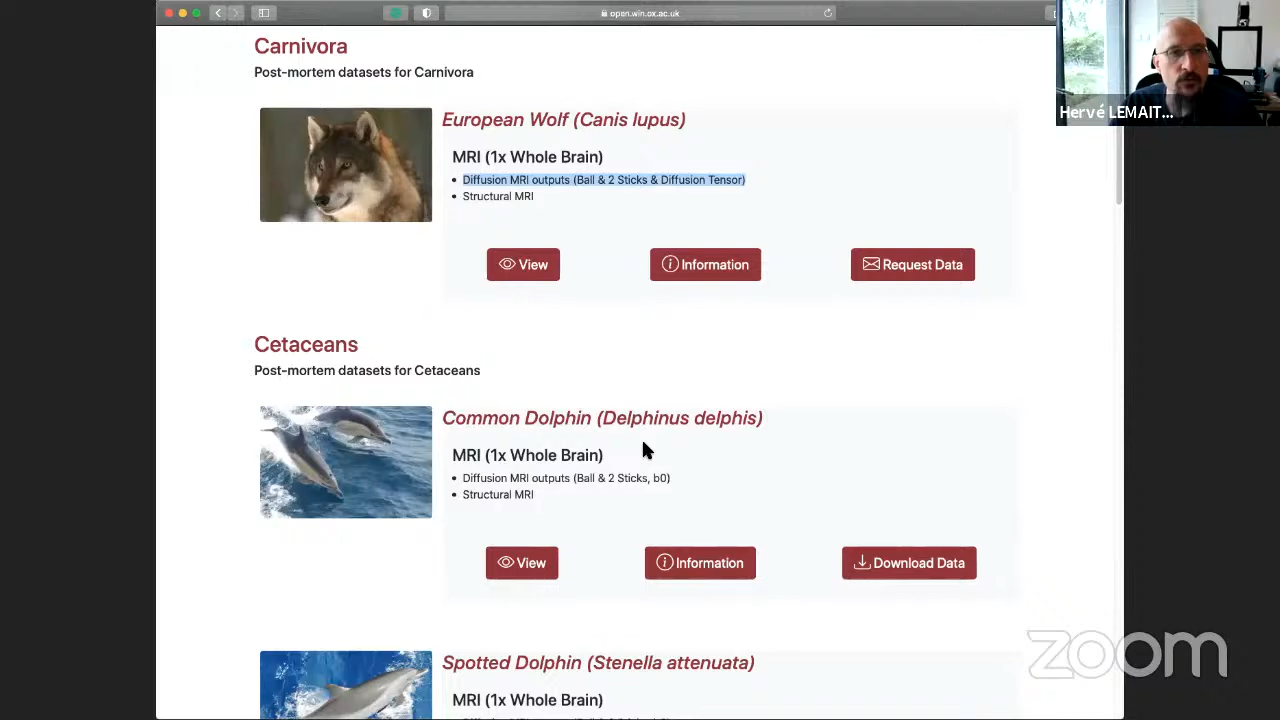 open.win.ox.ac.uk
Carnivora
Post-mortem datasets for Carnivora
European Wolf (Canis lupus)
MRI (1x Whole Brain)
Diffusion MRI outputs (Ball & 2 Sticks & Diffusion Tensor)
Structural MRI
View
Information
Request Data
Cetaceans
Post-mortem datasets for Cetaceans
Common Dolphin (Delphinus delphis)
MRI (1x Whole Brain)
Diffusion MRI outputs (Ball & 2 Sticks, b0)
Structural MRI
View
Information
Download Data
Spotted Dolphin (Stenella attenuata)
MRI (1x Whole Brain)
Hervé LEMAIT...
zoom